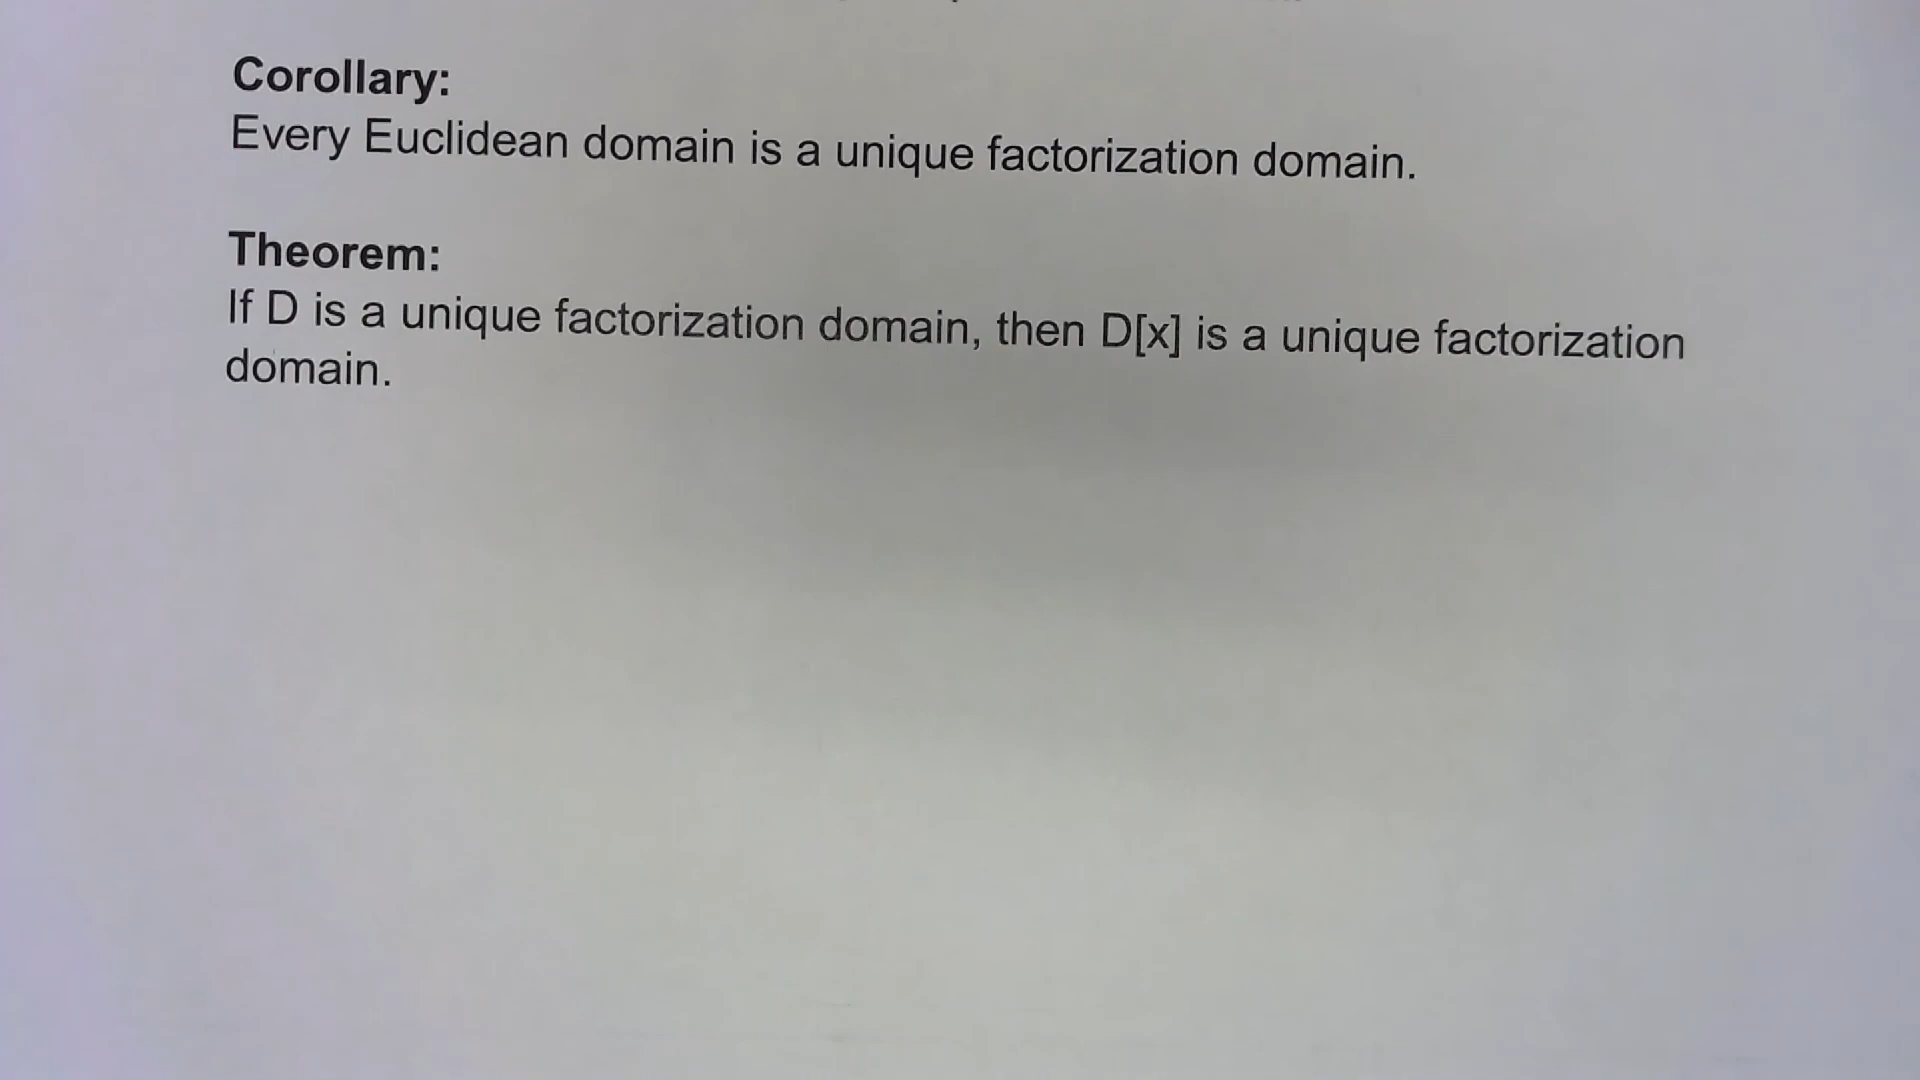 Corollary:
Every Euclidean domain is a unique factorization domain.
Theorem:
If D is a unique factorization domain, then D[x] is a unique factorization
domain.